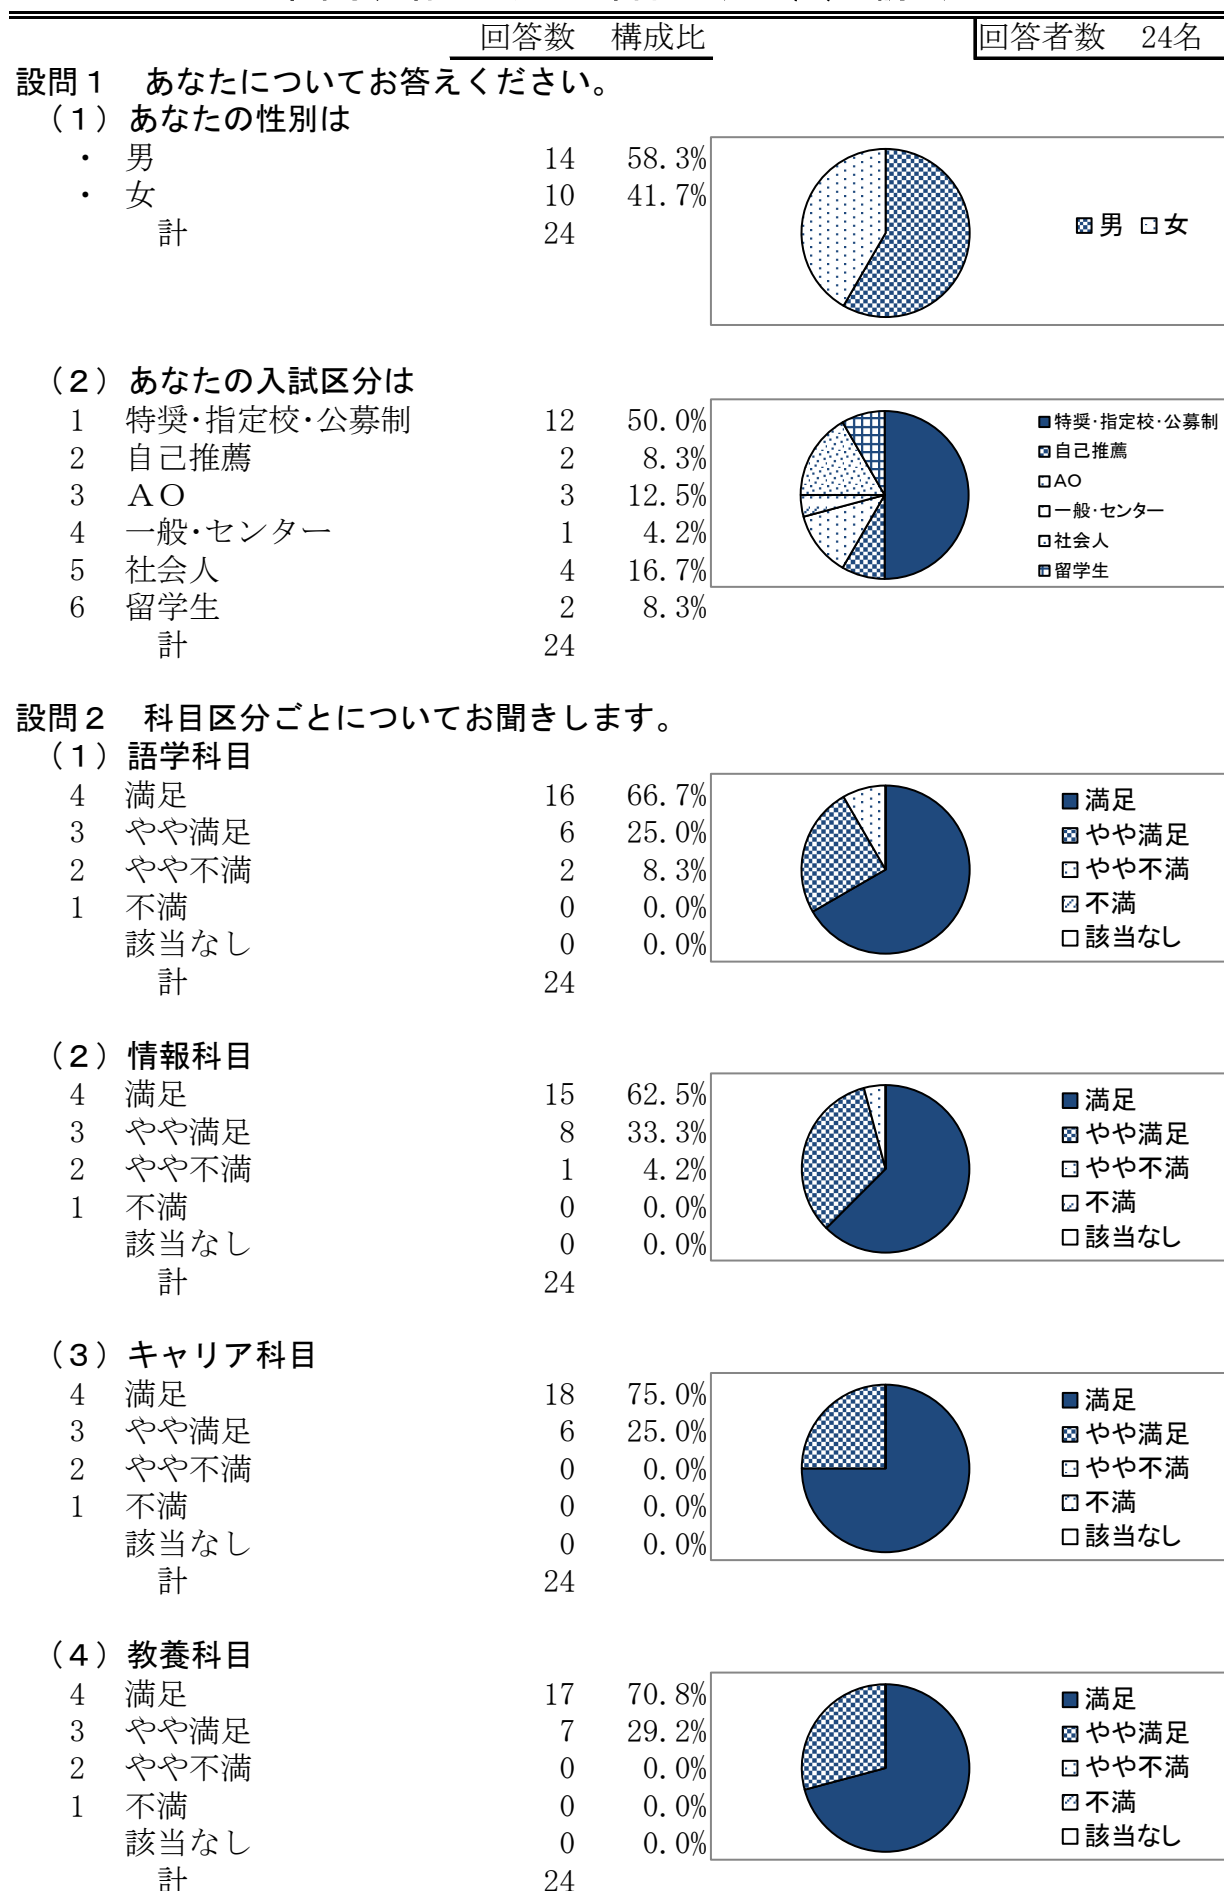 回答数 構成比 回答者数 24名
設問1 あなたについてお答えください。
(1)あなたの性別は
・ 男 14 58.3%
・ 女 10 41.7%
計 24
男 女
(2)あなたの入試区分は
1 特奨・指定校・公募制 12 50.0%
2 自己推薦 2 8.3%
3 AO 3 12.5%
4 一般・センター 1 4.2%
5 社会人 4 16.7%
6 留学生 2 8.3%
計 24
特奨・指定校・公募制
自己推薦
AO
一般・センター
社会人
留学生
設問2 科目区分ごとについてお聞きします。
(1)語学科目
4 満足 16 66.7%
3 やや満足 6 25.0%
2 やや不満 2 8.3%
1 不満 0 0.0%
該当なし 0 0.0%
計 24
満足
やや満足
やや不満
不満
該当なし
(2)情報科目
4 満足 15 62.5%
3 やや満足 8 33.3%
2 やや不満 1 4.2%
1 不満 0 0.0%
該当なし 0 0.0%
計 24
満足
やや満足
やや不満
不満
該当なし
(3)キャリア科目
4 満足 18 75.0%
3 やや満足 6 25.0%
2 やや不満 0 0.0%
1 不満 0 0.0%
該当なし 0 0.0%
計 24
満足
やや満足
やや不満
不満
該当なし
(4)教養科目
4 満足 17 70.8%
3 やや満足 7 29.2%
2 やや不満 0 0.0%
1 不満 0 0.0%
該当なし 0 0.0%
計 24
満足
やや満足
やや不満
不満
該当なし